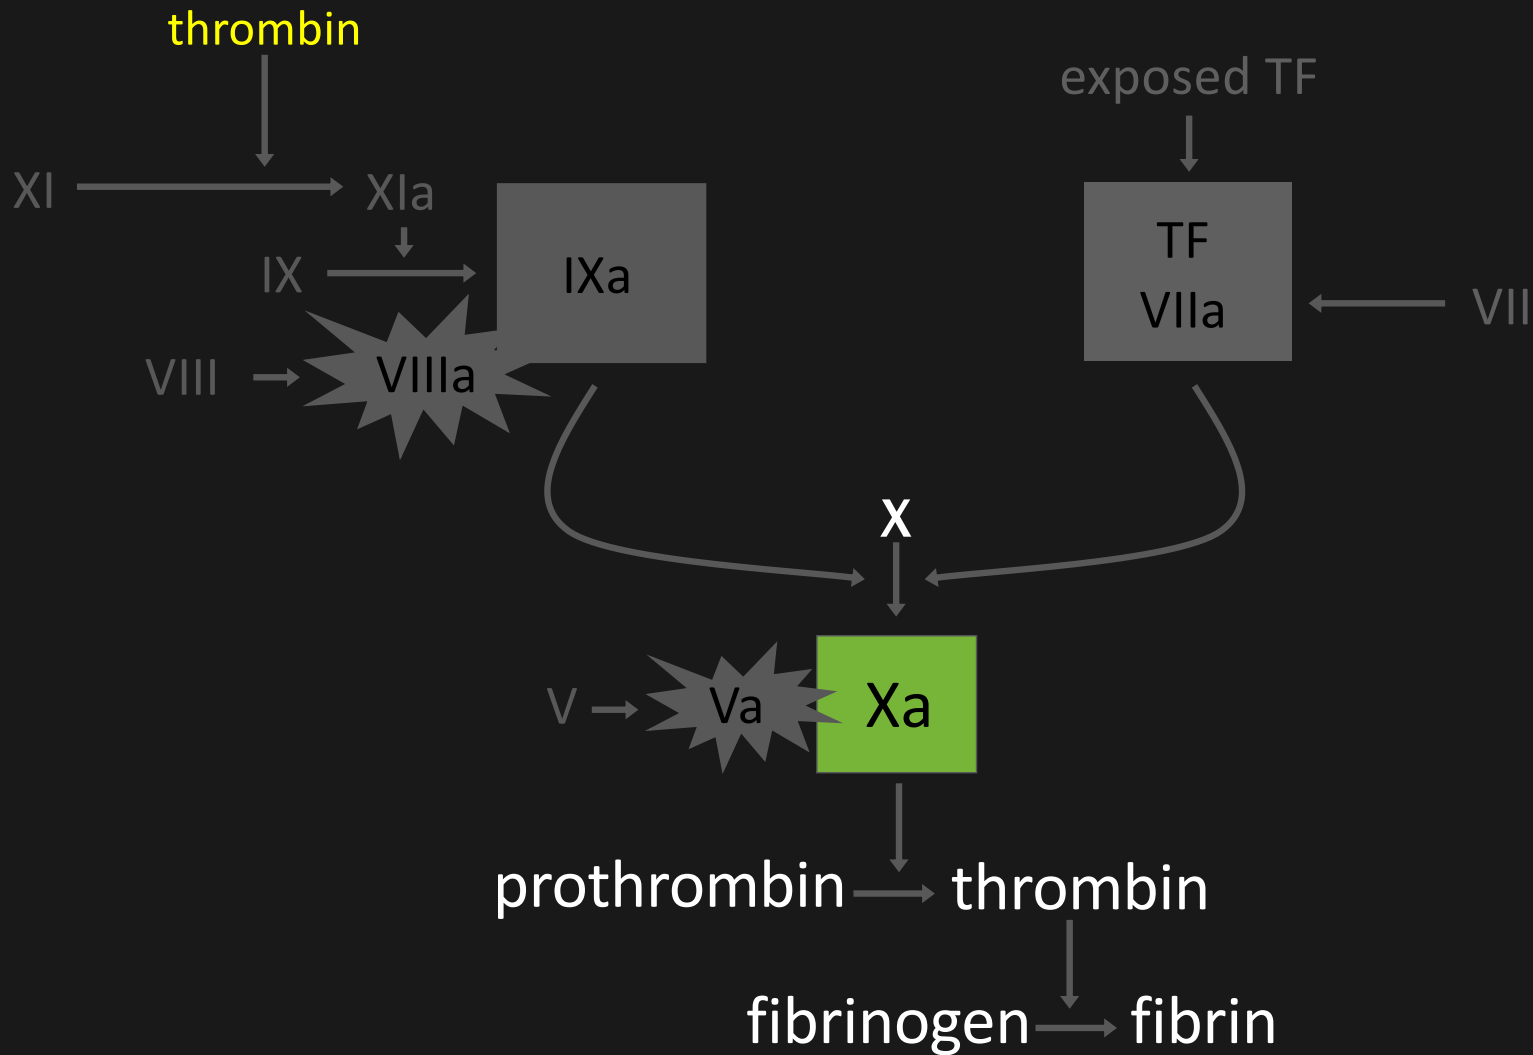 thrombin
exposed TF
XI
XIa
IX
IXa
TF
VIIa
VII
VIII
VIIIa
X
V
Va
Xa
prothrombin
thrombin
fibrinogen
fibrin